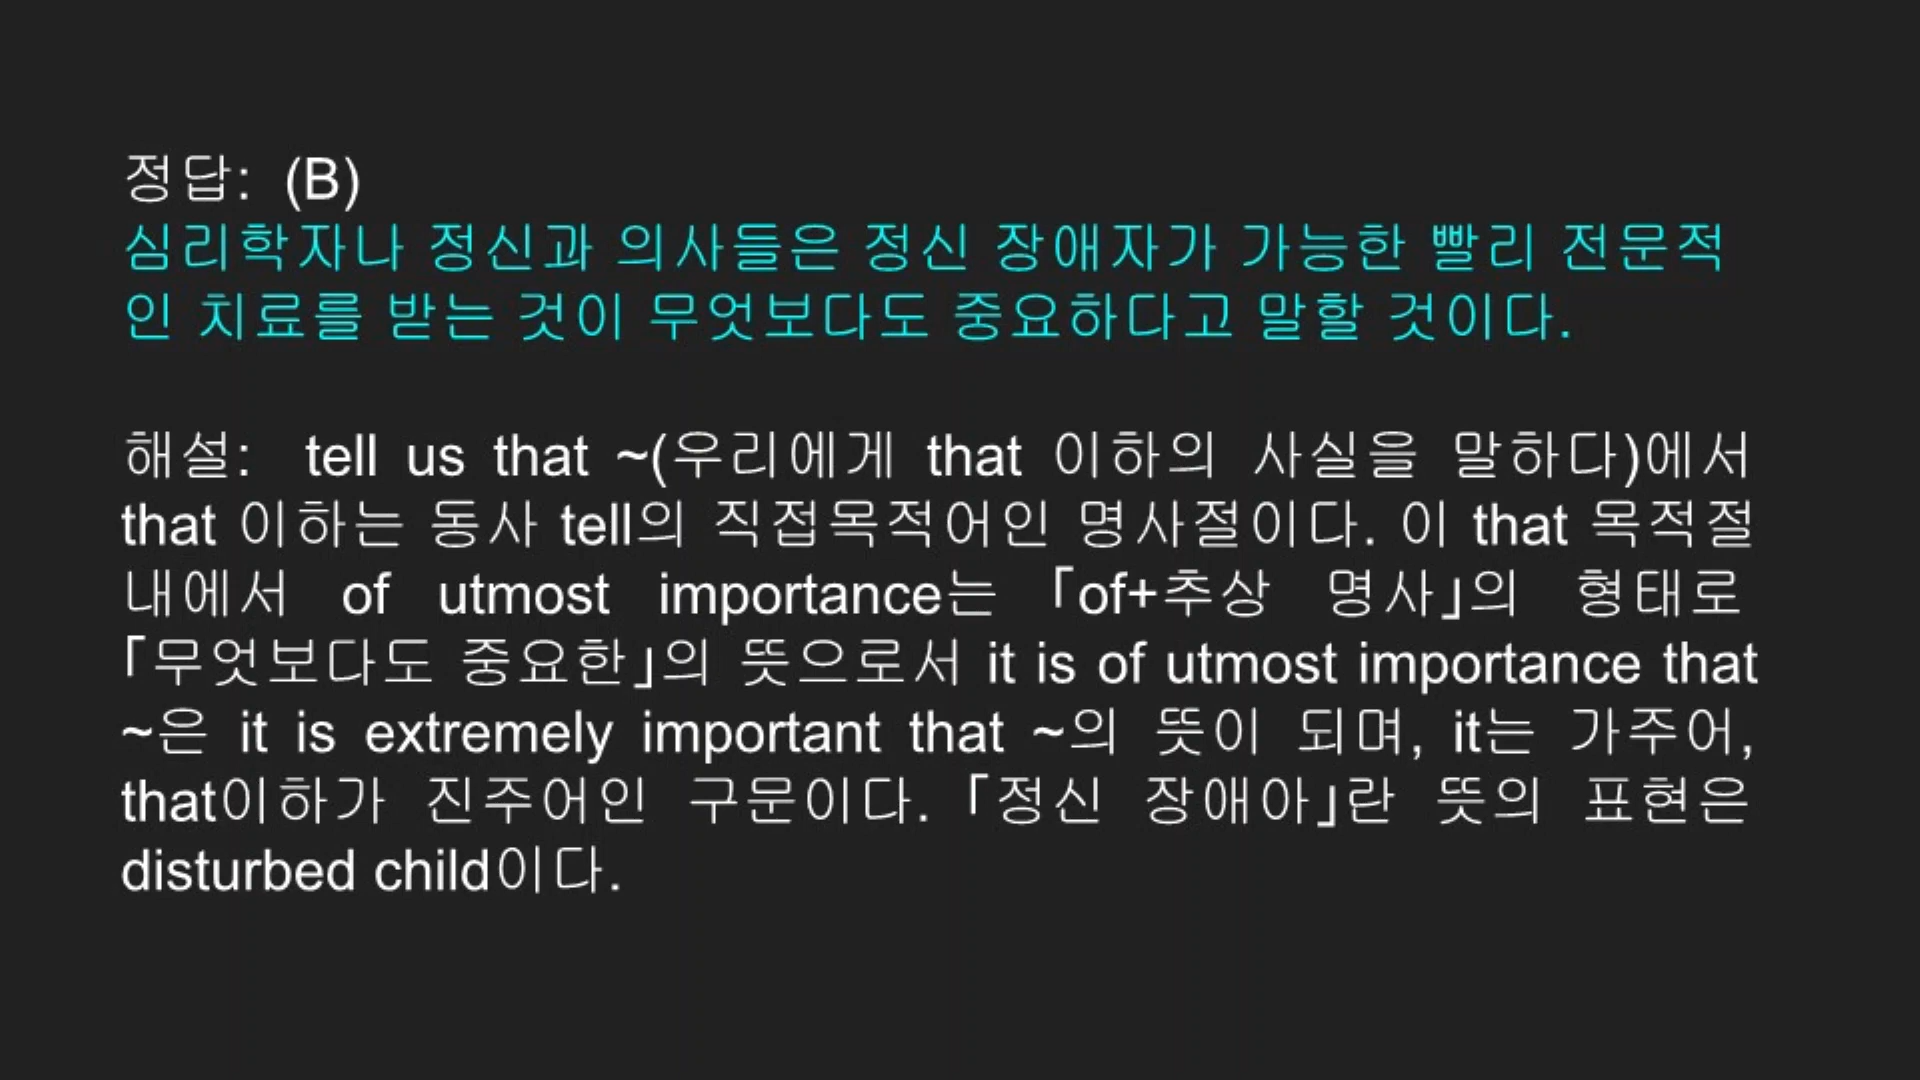 정답: (B)
심리학자나 정신과 의사들은 정신 장애자가 가능한 빨리 전문적
인 치료를 받는 것이 무엇보다도 중요하다고 말할 것이다.
해설: tell us that ~(우리에게 that 이하의 사실을 말하다)에서
that 이하는 동사 tell의 직접목적어인 명사절이다. 이 that 목적절
내에서 of utmost importance는 「of+추상 명사」의 형태로
「무엇보다도 중요한」의 뜻으로서 it is of utmost importance that
~은 it is extremely important that ~의 뜻이 되며, it는 가주어,
that이하가 진주어인 구문이다. 「정신 장애아」란 뜻의 표현은
disturbed child이다.